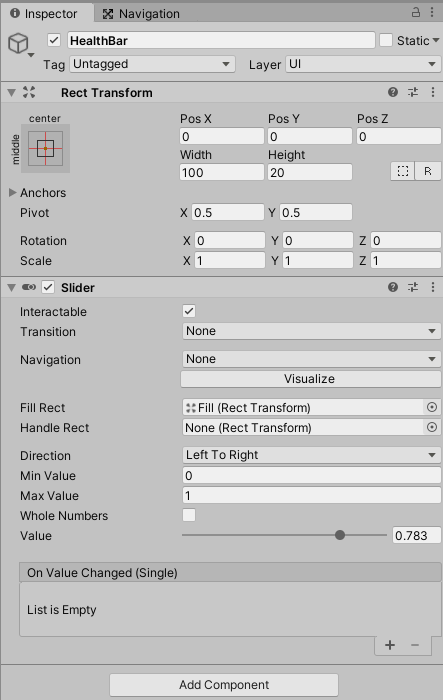 Inspector Navigation
HealthBar Static
Tag Untagged Layer UI
Rect Transform
center
middle
Pos X Pos Y Pos Z
0 0 0
Width Height
100 20 R
Anchors
Pivot X 0.5 Y 0.5
Rotation X 0 Y 0 Z 0
Scale X 1 Y 1 Z 1
Slider
Interactable
Transition None
Navigation None
Visualize
Fill Rect Fill (Rect Transform)
Handle Rect None (Rect Transform)
Direction Left To Right
Min Value 0
Max Value 1
Whole Numbers
Value 0.783
On Value Changed (Single)
List is Empty
+ −
Add Component